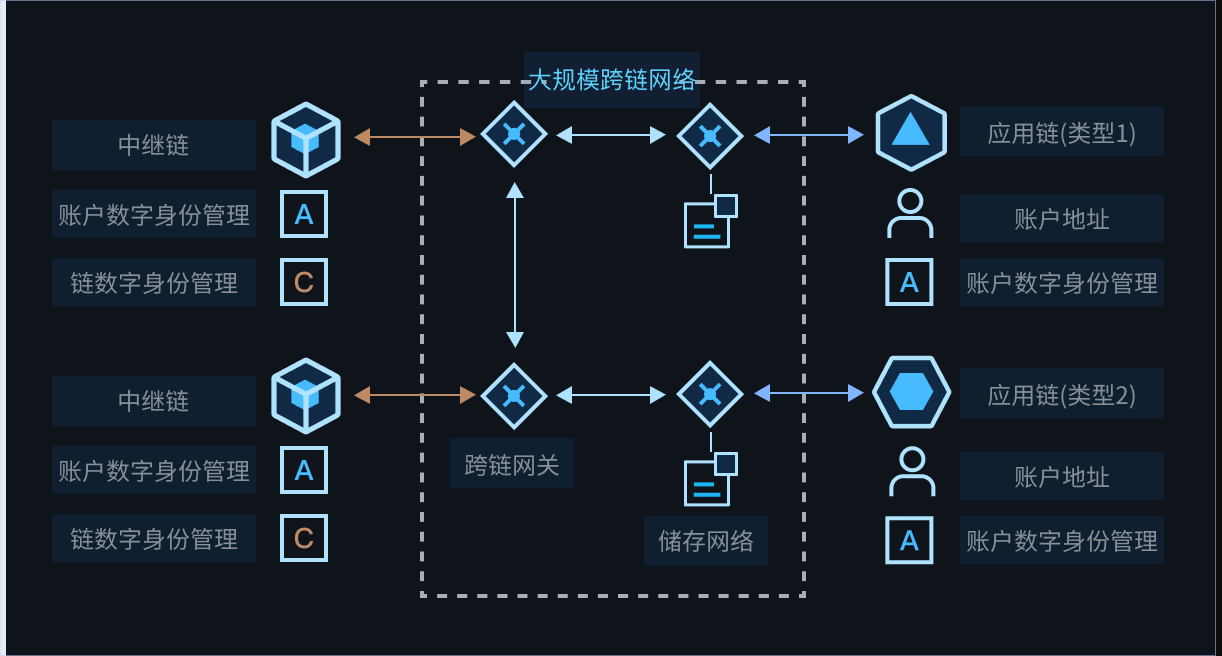 大规模跨链网络
中继链
应用链(类型1)
账户数字身份管理
A
账户地址
链数字身份管理
C
A
账户数字身份管理
中继链
应用链(类型2)
账户数字身份管理
A
跨链网关
账户地址
链数字身份管理
C
储存网络
A
账户数字身份管理